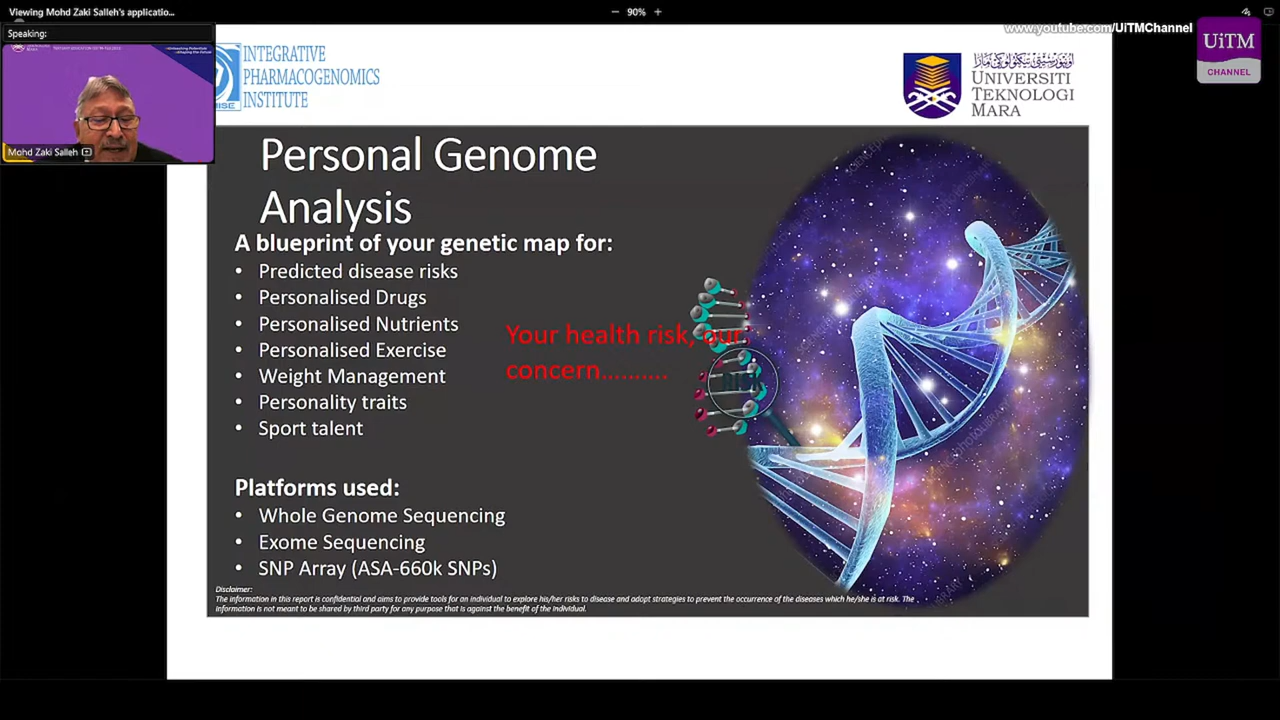 Viewing Mohd Zaki Salleh's applicatio...
90%
www.youtube.com/UiTMChannel
UiTM
CHANNEL
Speaking:
Mohd Zaki Salleh
INTEGRATIVE
PHARMACOGENOMICS
INSTITUTE
UNIVERSITI
TEKNOLOGI
MARA
Personal Genome
Analysis
A blueprint of your genetic map for:
• Predicted disease risks
• Personalised Drugs
• Personalised Nutrients
• Personalised Exercise
• Weight Management
• Personality traits
• Sport talent
Your health risk, our
concern..........
Platforms used:
• Whole Genome Sequencing
• Exome Sequencing
• SNP Array (ASA-660k SNPs)
Disclaimer:
The information in this report is confidential and aims to provide tools for an individual to explore his/her risks to disease and adopt strategies to prevent the occurrence of the diseases which he/she is at risk. The
information is not meant to be shared by third party for any purpose that is against the benefit of the individual.